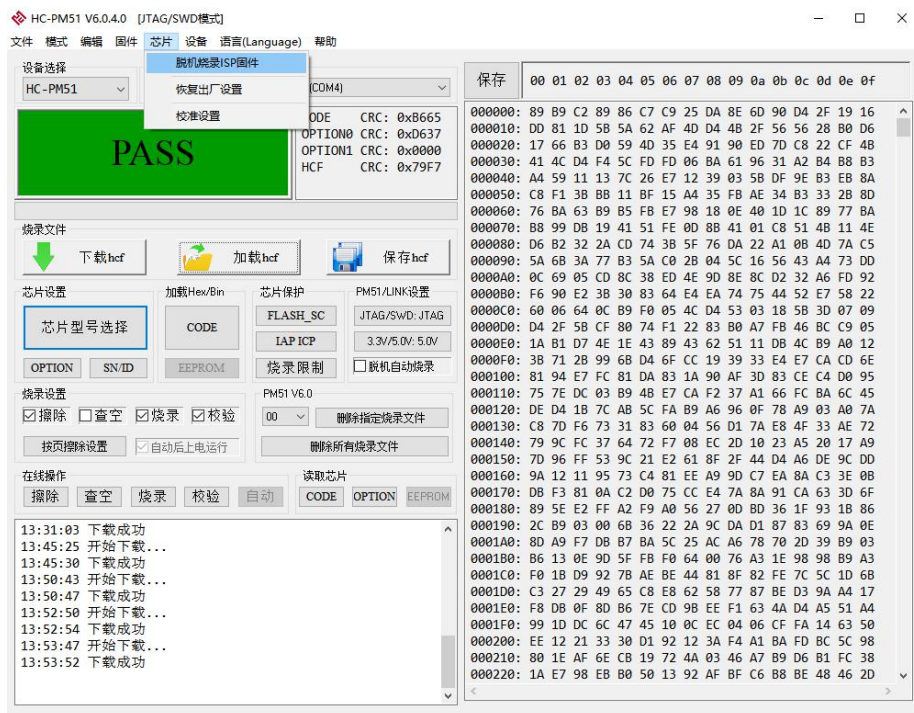 HC-PM51 V6.0.4.0 [JTAG/SWD模式]
文件 模式 编辑 固件 芯片 设备 语言(Language) 帮助
脱机烧录ISP固件
恢复出厂设置
校准设置
设备选择
HC-PM51
(COM4)
PASS
ODE CRC: 0xB665
OPTION0 CRC: 0xD637
OPTION1 CRC: 0x0000
HCF CRC: 0x79F7
烧录文件
下载hcf 加载hcf 保存hcf
芯片设置 加载Hex/Bin 芯片保护 PM51/LINK设置
芯片型号选择 CODE FLASH_SC JTAG/SWD: JTAG
IAP ICP 3.3V/5.0V: 5.0V
OPTION SN/ID EEPROM 烧录限制 脱机自动烧录
烧录设置 PM51 V6.0
擦除 查空 烧录 校验 00 删除指定烧录文件
按页擦除设置 自动后上电运行 删除所有烧录文件
在线操作 读取芯片
擦除 查空 烧录 校验 自动 CODE OPTION EEPROM
13:31:03 下载成功
13:45:25 开始下载...
13:45:30 下载成功
13:50:43 开始下载...
13:50:47 下载成功
13:52:50 开始下载...
13:52:54 下载成功
13:53:47 开始下载...
13:53:52 下载成功
保存 00 01 02 03 04 05 06 07 08 09 0a 0b 0c 0d 0e 0f
000000: 89 B9 C2 89 86 C7 C9 25 DA 8E 6D 90 D4 2F 19 16
000010: DD 81 1D 5B 5A 62 AF 4D D4 4B 2F 56 56 28 B0 D6
000020: 17 66 B3 D0 59 4D 35 E4 91 90 ED 7D C8 22 CF 4B
000030: 41 4C D4 F4 5C FD FD 06 BA 61 96 31 A2 B4 B8 B3
000040: A4 59 11 13 7C 26 E7 12 39 03 5B DF 9E B3 EB 8A
000050: C8 F1 3B BB 11 BF 15 A4 35 FB AE 34 B3 33 2B 8D
000060: 76 BA 63 B9 B5 FB E7 98 18 0E 40 1D 1C 89 77 BA
000070: B8 99 DB 19 41 51 FE 0D 8B 41 01 C8 51 4B 11 4E
000080: D6 B2 32 2A CD 74 3B 5F 76 DA 22 A1 0B 4D 7A C5
000090: 5A 6B 3A 77 B3 5A C0 2B 04 5C 16 56 43 A4 73 DD
0000A0: 0C 69 05 CD 8C 38 ED 4E 9D 8E 8C D2 32 A6 FD 92
0000B0: F6 90 E2 3B 30 83 64 E4 EA 74 75 44 52 E7 58 22
0000C0: 60 06 64 0C B9 F0 05 4C D4 53 03 18 5B 3D 07 09
0000D0: D4 2F 5B CF 80 74 F1 22 83 B0 A7 FB 46 BC C9 05
0000E0: 1A B1 D7 4E 1E 43 89 43 62 51 11 DB 4C B9 A0 12
0000F0: 3B 71 2B 99 6B D4 6F CC 19 39 33 E4 E7 CA CD 6E
000100: 81 94 E7 FC 81 DA 83 1A 90 AF 3D 83 CE C4 D0 95
000110: 75 7E DC 03 B9 4B E7 CA F2 37 A1 66 FC BA 6C 45
000120: DE D4 1B 7C AB 5C FA B9 A6 96 0F 78 A9 03 A0 7A
000130: C8 7D F6 73 31 83 60 04 56 D1 7A E8 4F 33 AE 72
000140: 79 9C FC 37 64 72 F7 08 EC 2D 10 23 A5 20 17 A9
000150: 7D 96 FF 53 9C 21 E2 61 8F 2F 44 D4 A6 DE 9C DD
000160: 9A 12 11 95 73 C4 81 EE A9 9D C7 EA 8A C3 3E 0B
000170: DB F3 81 0A C2 D0 75 CC E4 7A 8A 91 CA 63 3D 6F
000180: 89 5E E2 FF A2 F9 A0 56 27 0D BD 36 1F 93 1B 86
000190: 2C B9 03 00 6B 36 22 2A 9C DA D1 87 83 69 9A 0E
0001A0: 8D A9 F7 DB B7 BA 5C 25 AC A6 78 70 2D 39 B9 03
0001B0: B6 13 0E 9D 5F FB F0 64 00 76 A3 1E 98 98 B9 A3
0001C0: F0 1B D9 92 7B AE BE 44 81 8F 82 FE 7C 5C 1D 6B
0001D0: C3 27 29 49 65 C8 E8 62 58 77 87 BE D3 9A A4 17
0001E0: F8 DB 0F 8D B6 7E CD 9B EE F1 63 4A D4 A5 51 A4
0001F0: 99 1D DC 6C 47 45 10 0C EC 04 06 CF FA 14 63 50
000200: EE 12 21 33 30 D1 92 12 3A F4 A1 BA FD BC 5C 98
000210: 80 1E AF 6E CB 19 72 4A 03 46 A7 B9 D6 B1 FC 38
000220: 1A E7 98 EB B0 50 13 92 AF BF C6 B8 BE 48 46 2D